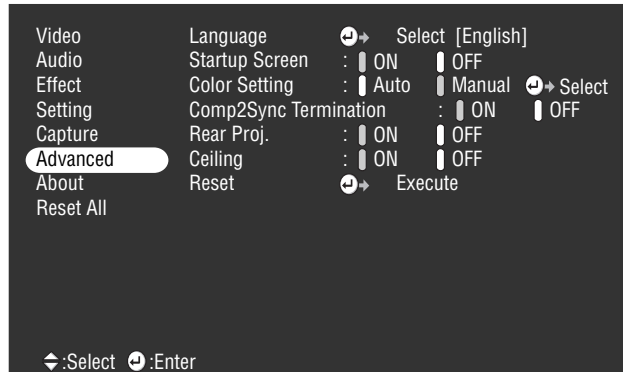 Video
Audio
Effect
Setting
Capture
Advanced
About
Reset All
Language Select [English]
Startup Screen : ON OFF
Color Setting : Auto Manual Select
Comp2Sync Termination : ON OFF
Rear Proj. : ON OFF
Ceiling : ON OFF
Reset Execute
:Select :Enter